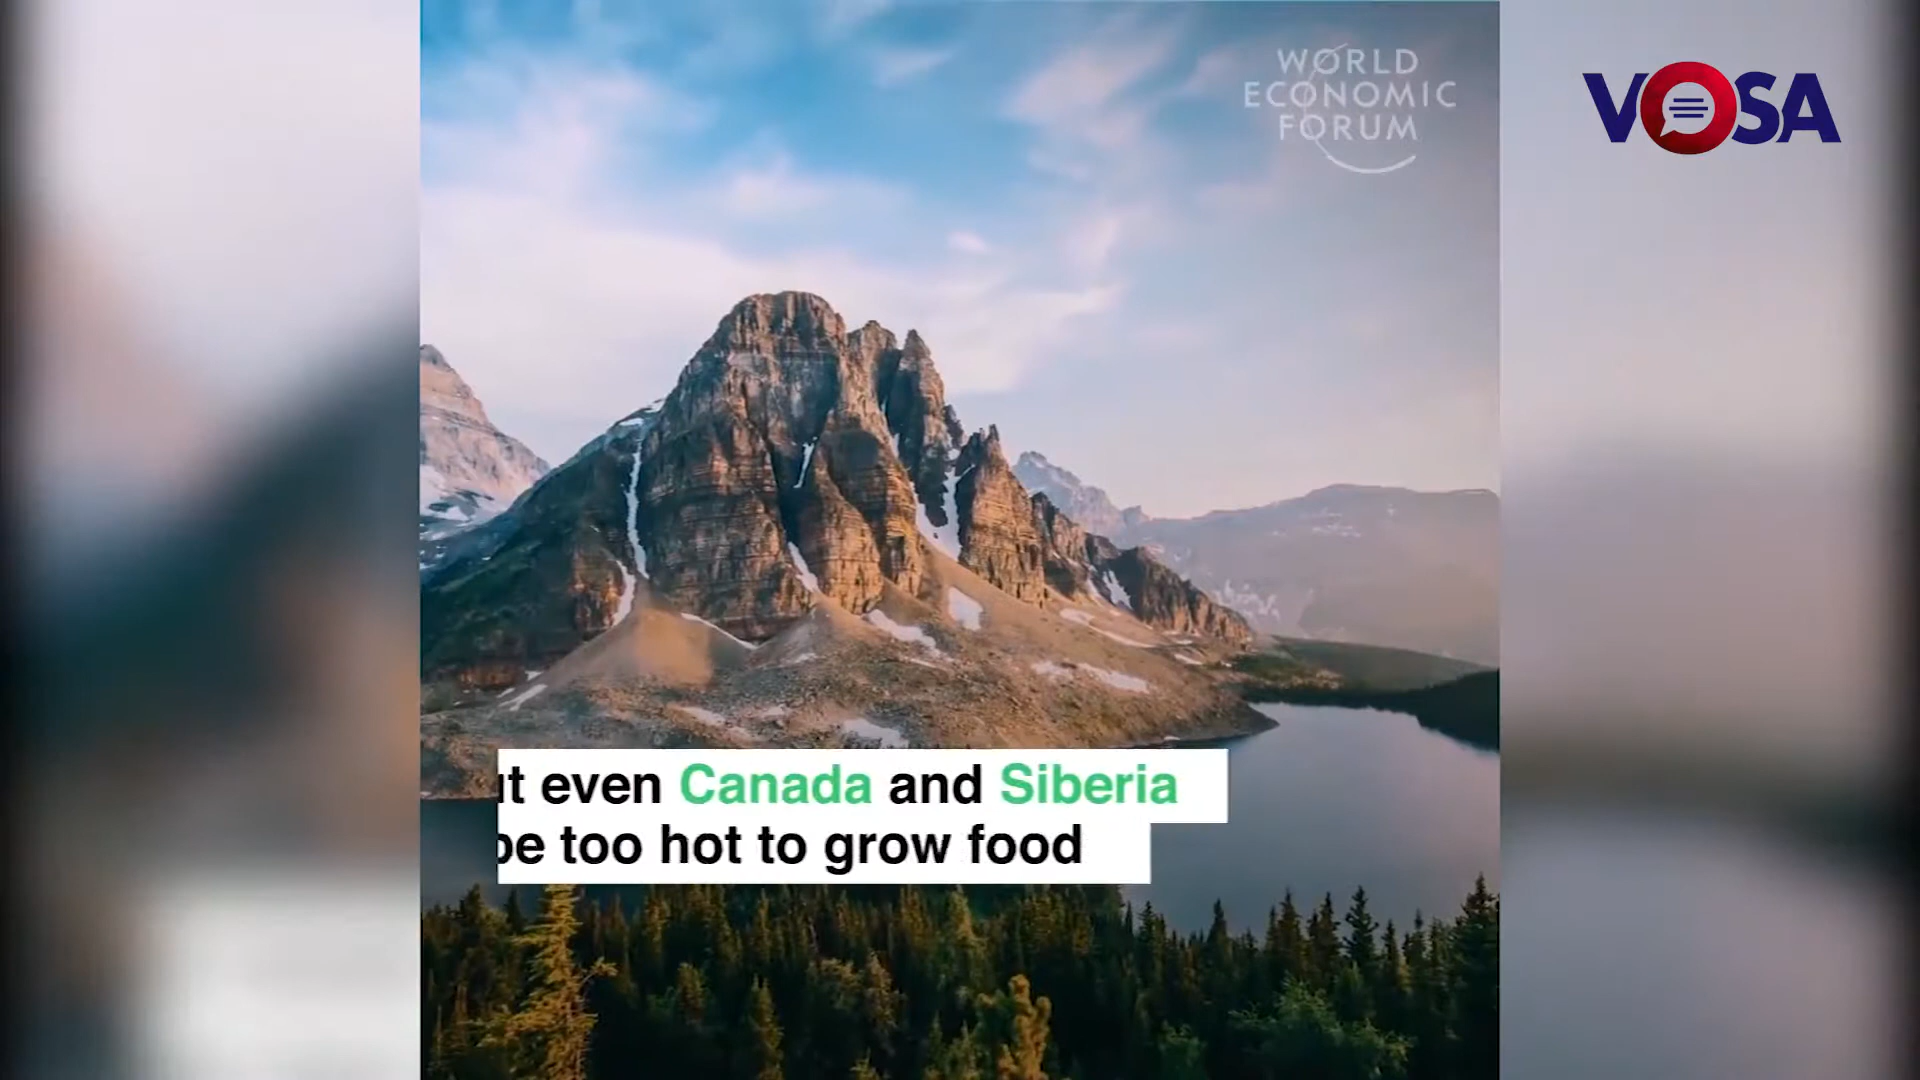 WORLD
ECONOMIC
FORUM
VOSA
even Canada and Siberia
too hot to grow food